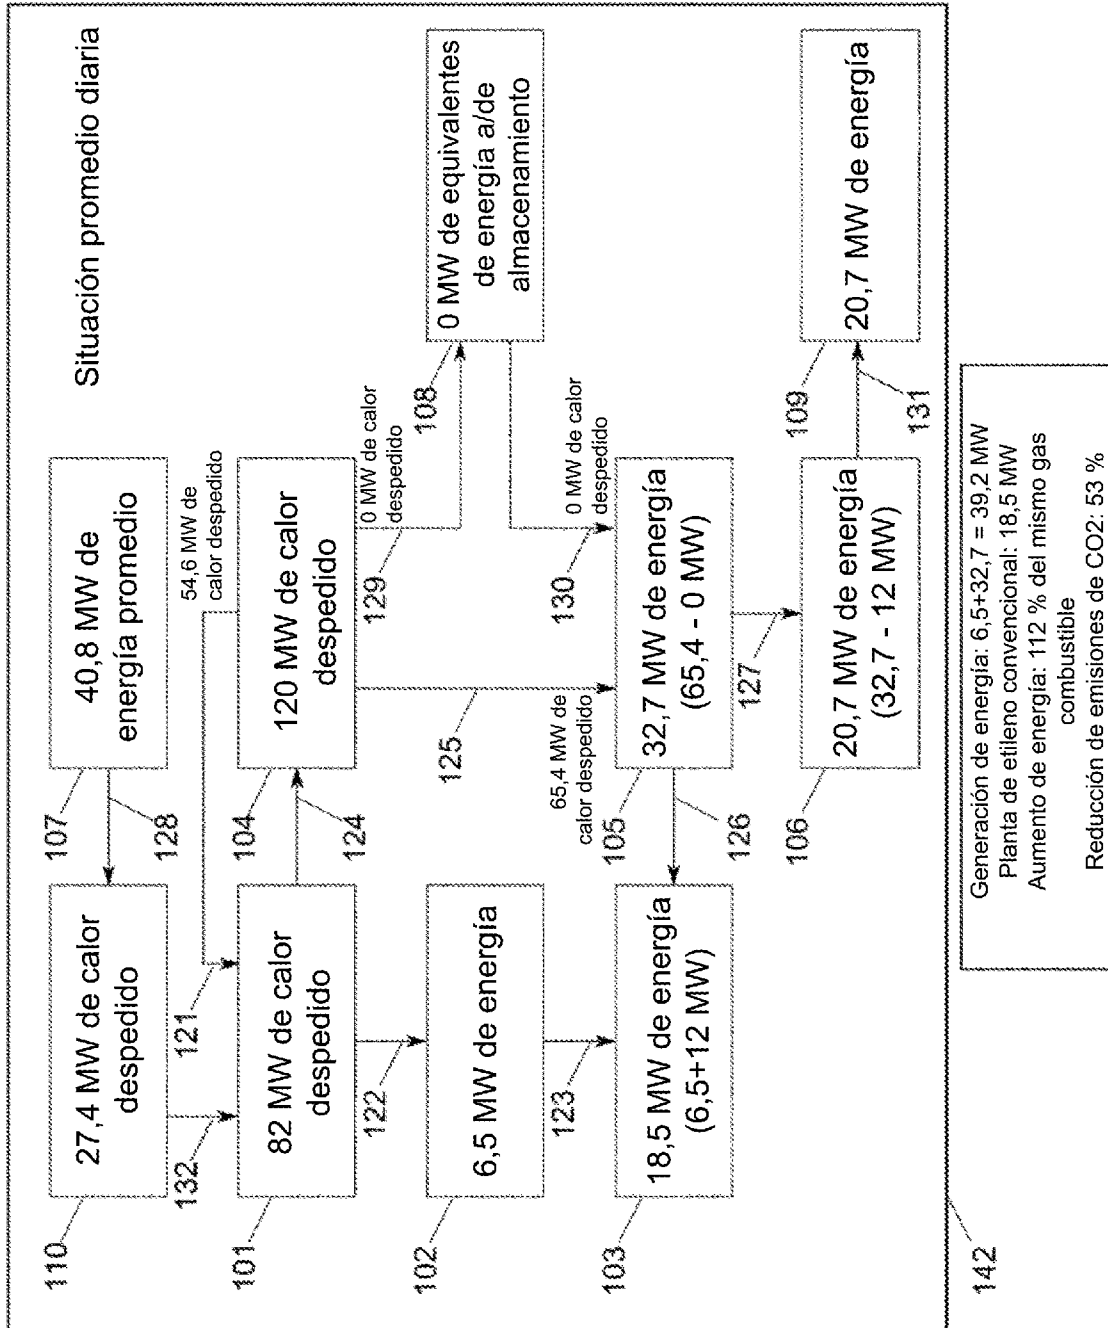 Situación promedio diaria
110
27,4 MW de calor
despedido
107
40,8 MW de
energía promedio
128
132
121
54,6 MW de
calor despedido
101
82 MW de calor
despedido
104
120 MW de calor
despedido
124
122
125
129
0 MW de calor
despedido
108
0 MW de equivalentes
de energía a/de
almacenamiento
102
6,5 MW de energía
123
65,4 MW de
calor despedido
130
0 MW de calor
despedido
103
18,5 MW de energía
(6,5+12 MW)
105
32,7 MW de energía
(65,4 - 0 MW)
126
127
106
20,7 MW de energía
(32,7 - 12 MW)
109
20,7 MW de energía
131
142
Generación de energía: 6,5+32,7 = 39,2 MW
Planta de etileno convencional: 18,5 MW
Aumento de energía: 112 % del mismo gas
combustible
Reducción de emisiones de CO2: 53 %